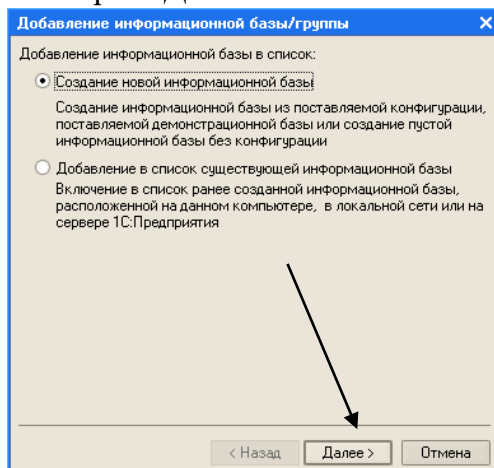 Добавление информационной базы/группы
Добавление информационной базы в список:
Создание новой информационной базы
Создание информационной базы из поставляемой конфигурации,
поставляемой демонстрационной базы или создание пустой
информационной базы без конфигурации
Добавление в список существующей информационной базы
Включение в список ранее созданной информационной базы,
расположенной на данном компьютере, в локальной сети или на
сервере 1С:Предприятия
< Назад Далее > Отмена